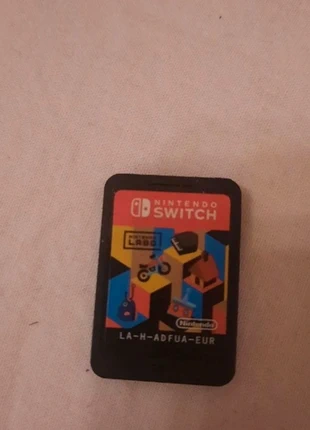 NINTENDO
SWITCH
NINTENDO
LABO
Nintendo
LA-H-ADFUA-EUR